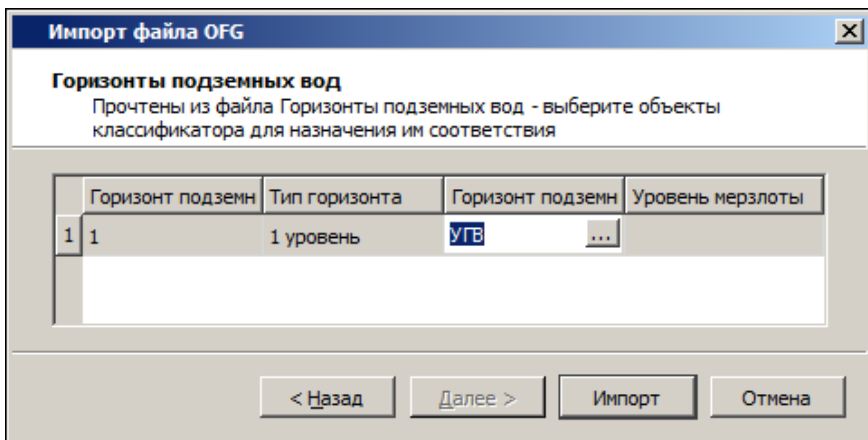 Импорт файла OFG
Горизонты подземных вод
Прочтены из файла Горизонты подземных вод - выберите объекты
классификатора для назначения им соответствия
Горизонт подземн Тип горизонта Горизонт подземн Уровень мерзлоты
1 1 1 уровень УГВ ...
< Назад Далее > Импорт Отмена